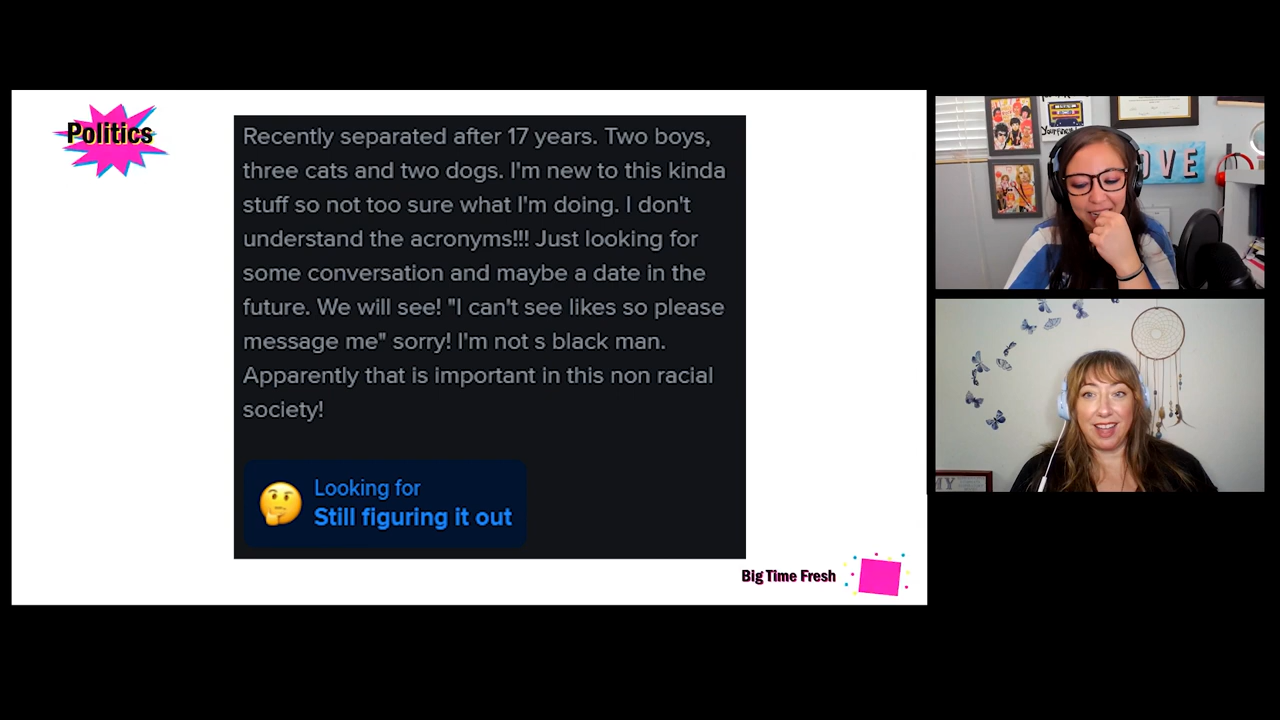 Politics
Recently separated after 17 years. Two boys,
three cats and two dogs. I'm new to this kinda
stuff so not too sure what I'm doing. I don't
understand the acronyms!!! Just looking for
some conversation and maybe a date in the
future. We will see! "I can't see likes so please
message me" sorry! I'm not s black man.
Apparently that is important in this non racial
society!
Looking for
Still figuring it out
Big Time Fresh
OVE
MY